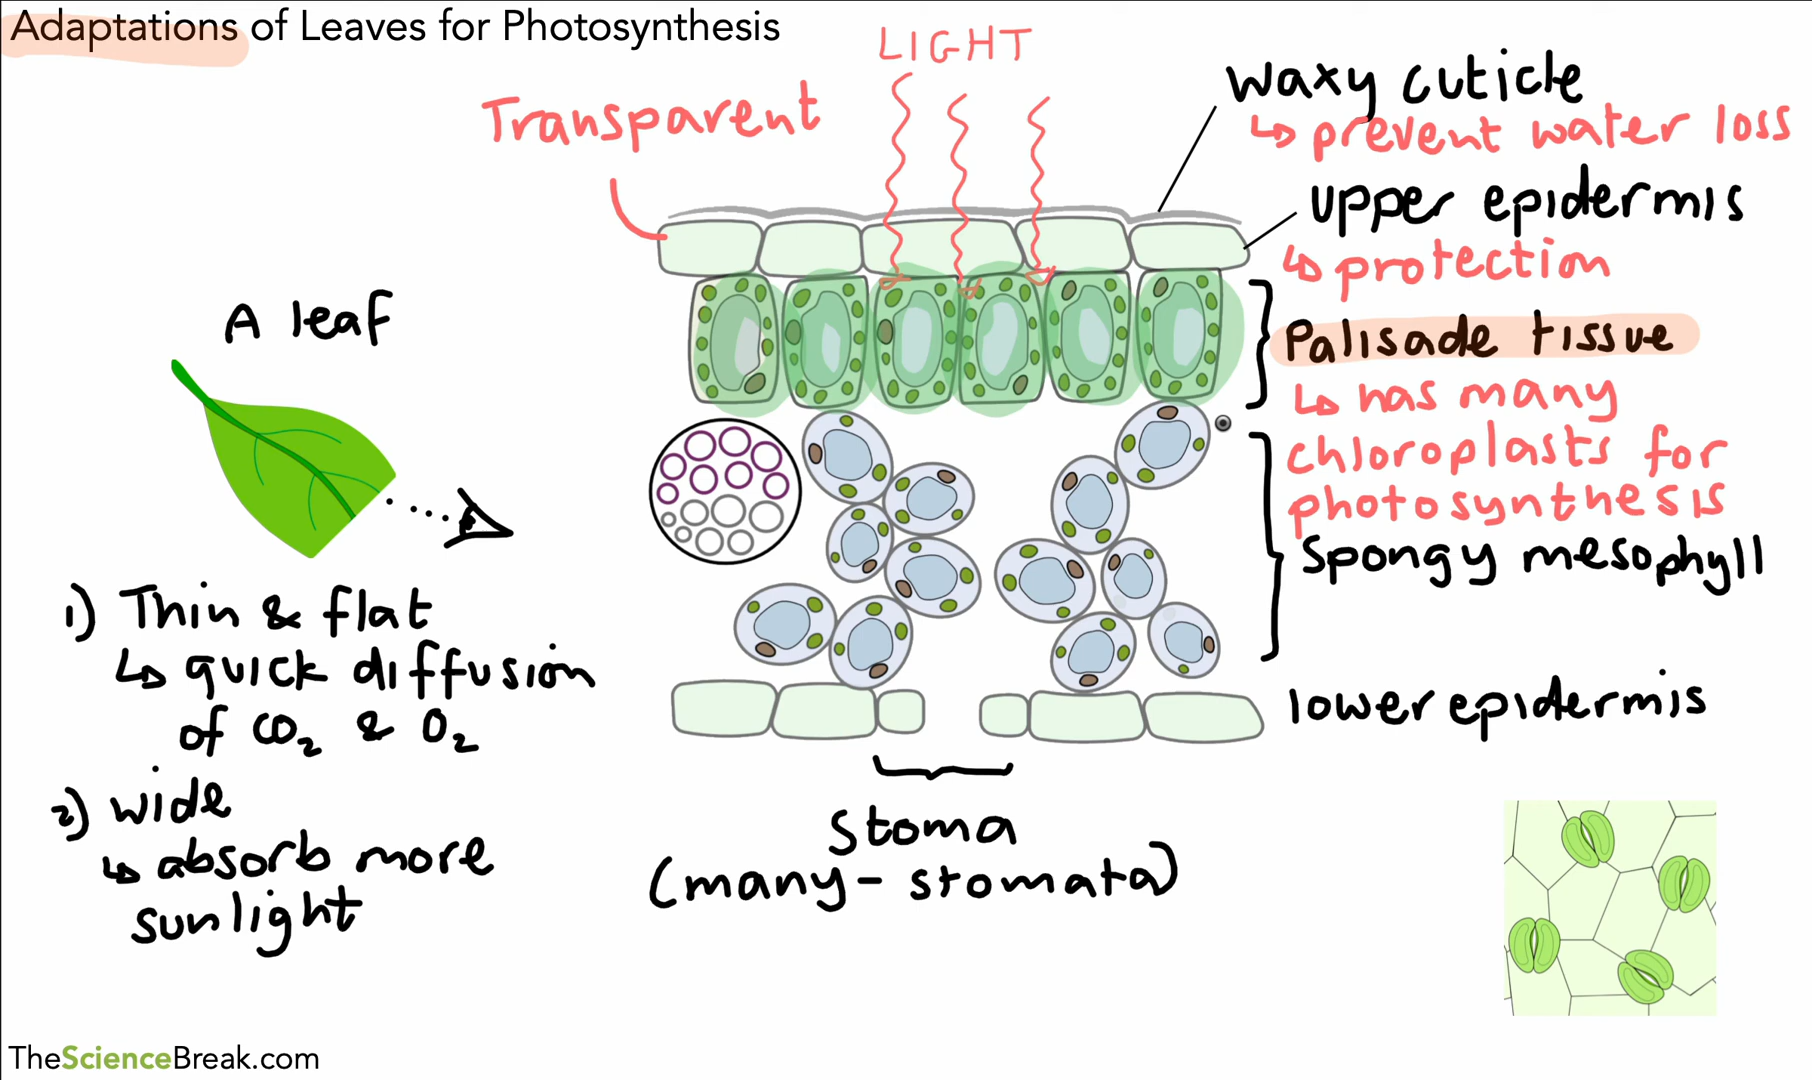 Adaptations of Leaves for Photosynthesis
LIGHT
Transparent
waxy cuticle
↳ prevent water loss
upper epidermis
↳ protection
Palisade tissue
↳ has many
chloroplasts for
photosynthesis
Spongy mesophyll
lower epidermis
A leaf
1) Thin & flat
↳ quick diffusion
of CO₂ & O₂
2) wide
↳ absorb more
sunlight
Stoma
(many - stomata)
TheScienceBreak.com